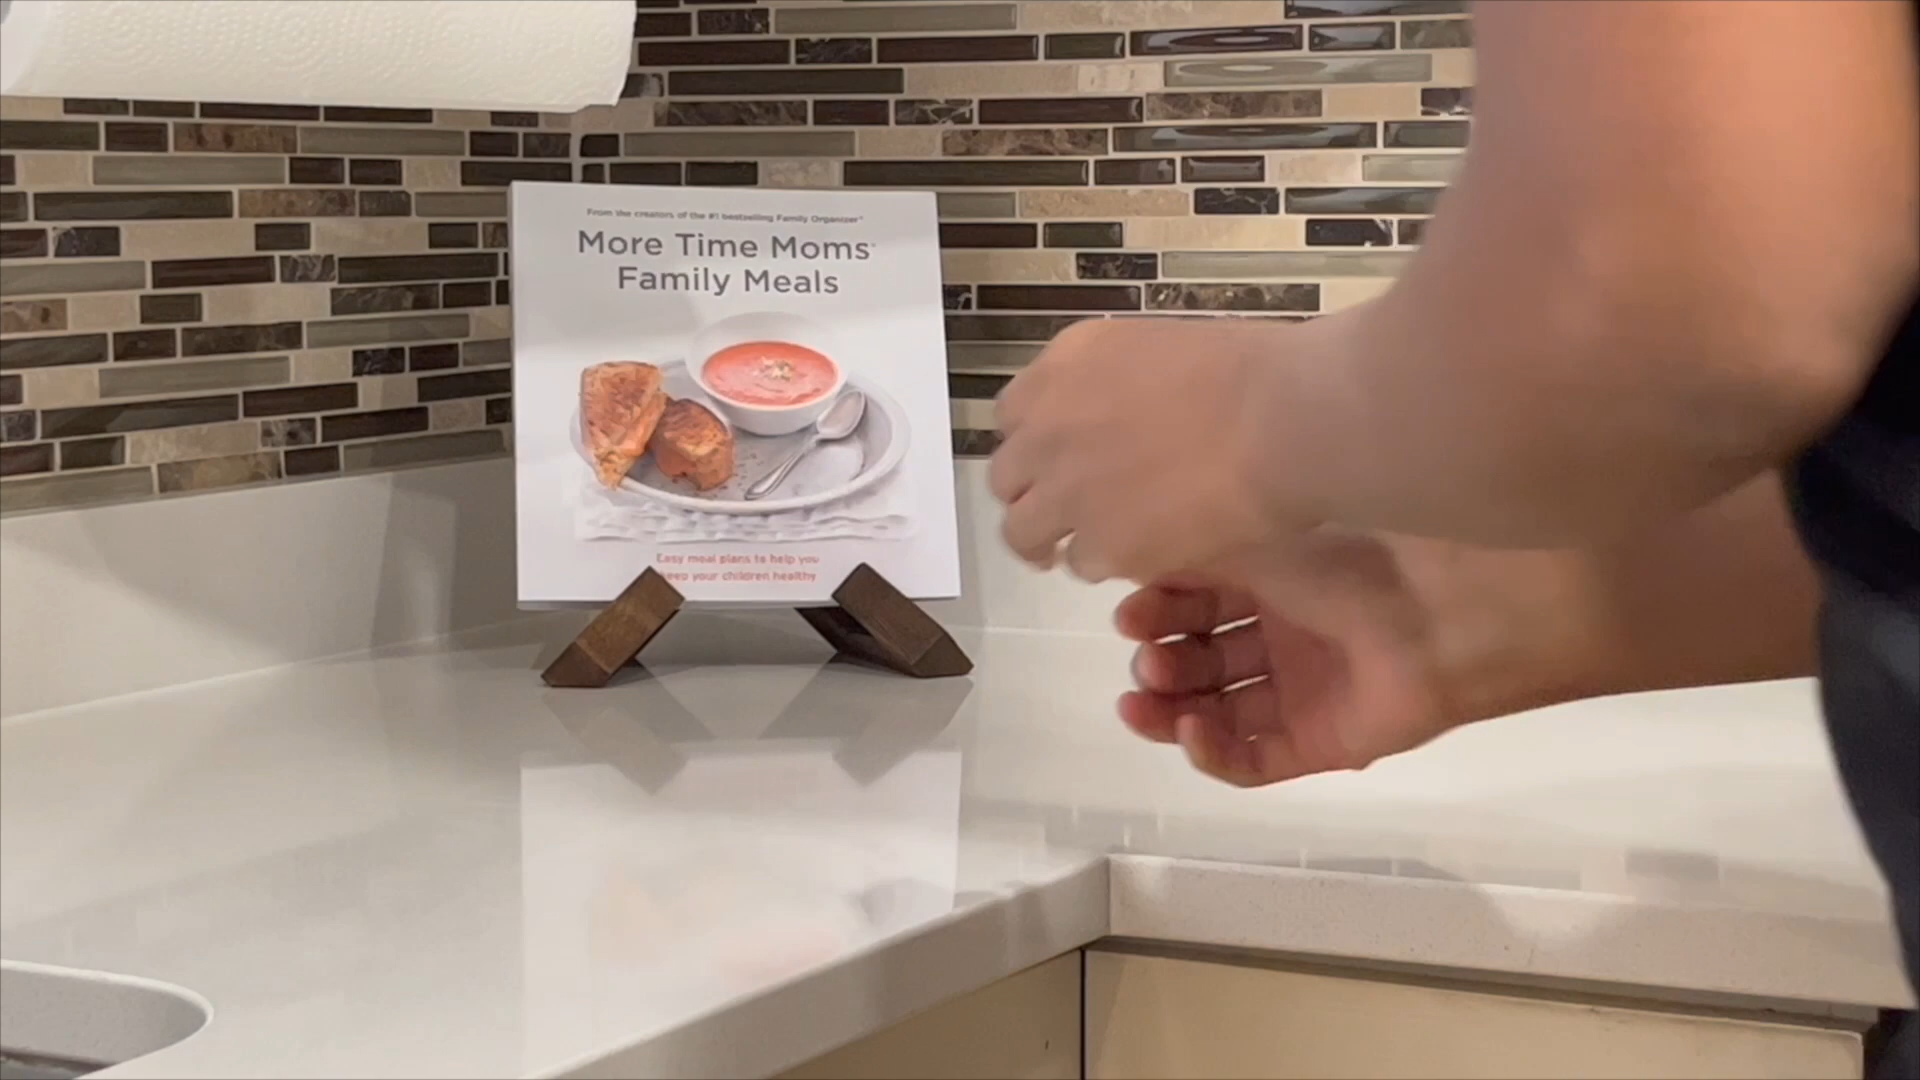 From the creators of the #1 bestselling Family Organizer™
More Time Moms®
Family Meals
Easy meal plans to help you
keep your children healthy